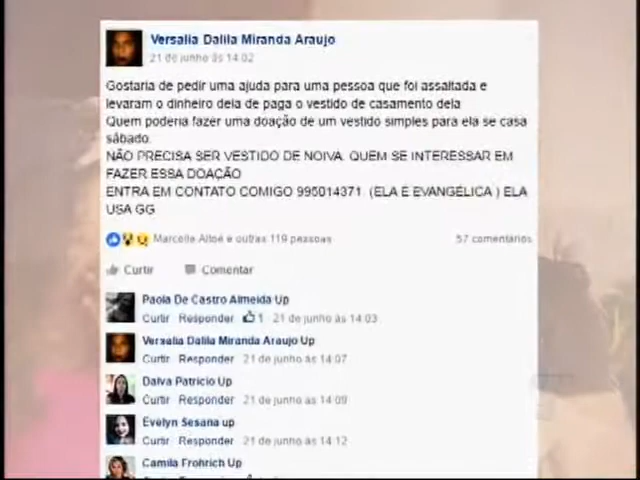 Versalia Dalila Miranda Araujo
21 de junho às 14:02
Gostaria de pedir uma ajuda para uma pessoa que foi assaltada e
levaram o dinheiro dela de paga o vestido de casamento dela
Quem poderia fazer uma doação de um vestido simples para ela se casa
sábado.
NÃO PRECISA SER VESTIDO DE NOIVA. QUEM SE INTERESSAR EM
FAZER ESSA DOAÇÃO
ENTRA EM CONTATO COMIGO 995014371 (ELA E EVANGÉLICA ) ELA
USA GG
Marcelle Altoé e outras 119 pessoas 57 comentários
Curtir Comentar
Paola De Castro Almeida Up
Curtir Responder 1 21 de junho às 14:03
Versalia Dalila Miranda Araujo Up
Curtir Responder 21 de junho às 14:07
Dalva Patricio Up
Curtir Responder 21 de junho às 14:09
Evelyn Sesana up
Curtir Responder 21 de junho às 14:12
Camila Frohrich Up